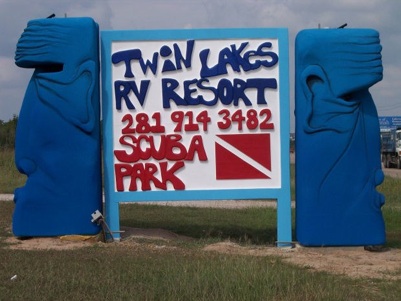 TWIN LAKES
RV RESORT
281 914 3482
SCUBA
PARK